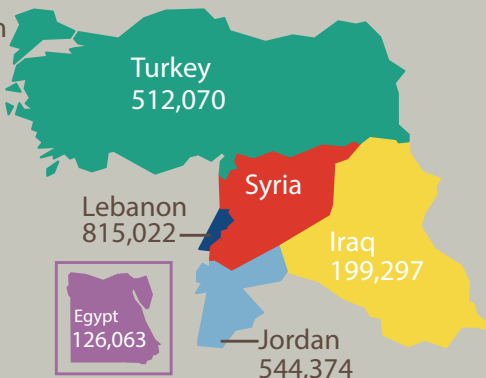 Turkey
512,070
Syria
Lebanon
815,022
Iraq
199,297
Egypt
126,063
Jordan
544,374